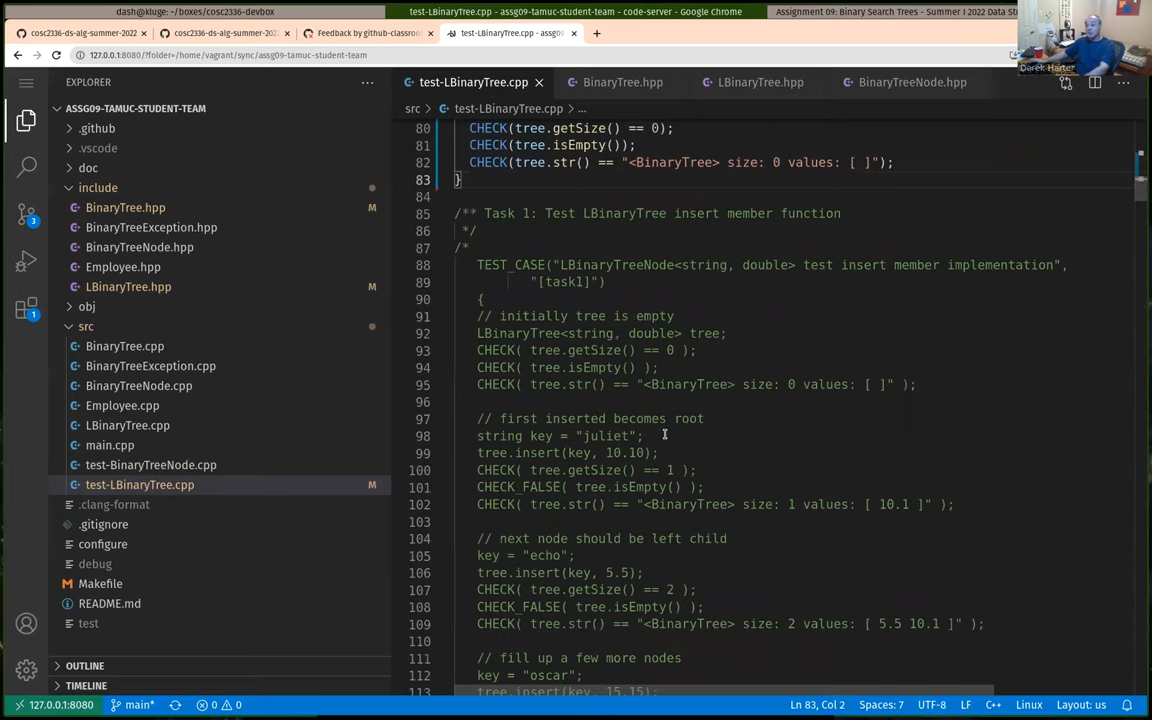 dash@kluge: ~/boxes/cosc2336-devbox
test-LBinaryTree.cpp - assg09-tamuc-student-team - code-server - Google Chrome
Assignment 09: Binary Search Trees - Summer I 2022 Data
cosc2336-ds-alg-summer-2022
cosc2336-ds-alg-summer-202
Feedback by github-classroo
test-LBinaryTree.cpp - assg
127.0.0.1:8080/?folder=/home/vagrant/sync/assg09-tamuc-student-team
Derek Harter
EXPLORER
ASSG09-TAMUC-STUDENT-TEAM
.github
.vscode
doc
include
BinaryTree.hpp M
BinaryTreeException.hpp
BinaryTreeNode.hpp
Employee.hpp
LBinaryTree.hpp
obj
src
BinaryTree.cpp
BinaryTreeException.cpp
BinaryTreeNode.cpp
Employee.cpp
LBinaryTree.cpp
main.cpp
test-BinaryTreeNode.cpp
test-LBinaryTree.cpp M
.clang-format
.gitignore
configure
debug
Makefile
README.md
test
OUTLINE
TIMELINE
3
1
test-LBinaryTree.cpp
BinaryTree.hpp
LBinaryTree.hpp
BinaryTreeNode.hpp
src > test-LBinaryTree.cpp > ...
80 CHECK(tree.getSize() == 0);
81 CHECK(tree.isEmpty());
82 CHECK(tree.str() == "<BinaryTree> size: 0 values: [ ]");
83 }
84
85 /** Task 1: Test LBinaryTree insert member function
86 */
87 /*
88 TEST_CASE("LBinaryTreeNode<string, double> test insert member implementation",
89 "[task1]")
90 {
91 // initially tree is empty
92 LBinaryTree<string, double> tree;
93 CHECK( tree.getSize() == 0 );
94 CHECK( tree.isEmpty() );
95 CHECK( tree.str() == "<BinaryTree> size: 0 values: [ ]" );
96
97 // first inserted becomes root
98 string key = "juliet";
99 tree.insert(key, 10.10);
100 CHECK( tree.getSize() == 1 );
101 CHECK_FALSE( tree.isEmpty() );
102 CHECK( tree.str() == "<BinaryTree> size: 1 values: [ 10.1 ]" );
103
104 // next node should be left child
105 key = "echo";
106 tree.insert(key, 5.5);
107 CHECK( tree.getSize() == 2 );
108 CHECK_FALSE( tree.isEmpty() );
109 CHECK( tree.str() == "<BinaryTree> size: 2 values: [ 5.5 10.1 ]" );
110
111 // fill up a few more nodes
112 key = "oscar";
113 tree.insert(key, 15.15);
127.0.0.1:8080
main*
0 0
Ln 83, Col 2
Spaces: 7
UTF-8
LF
C++
Linux
Layout: us